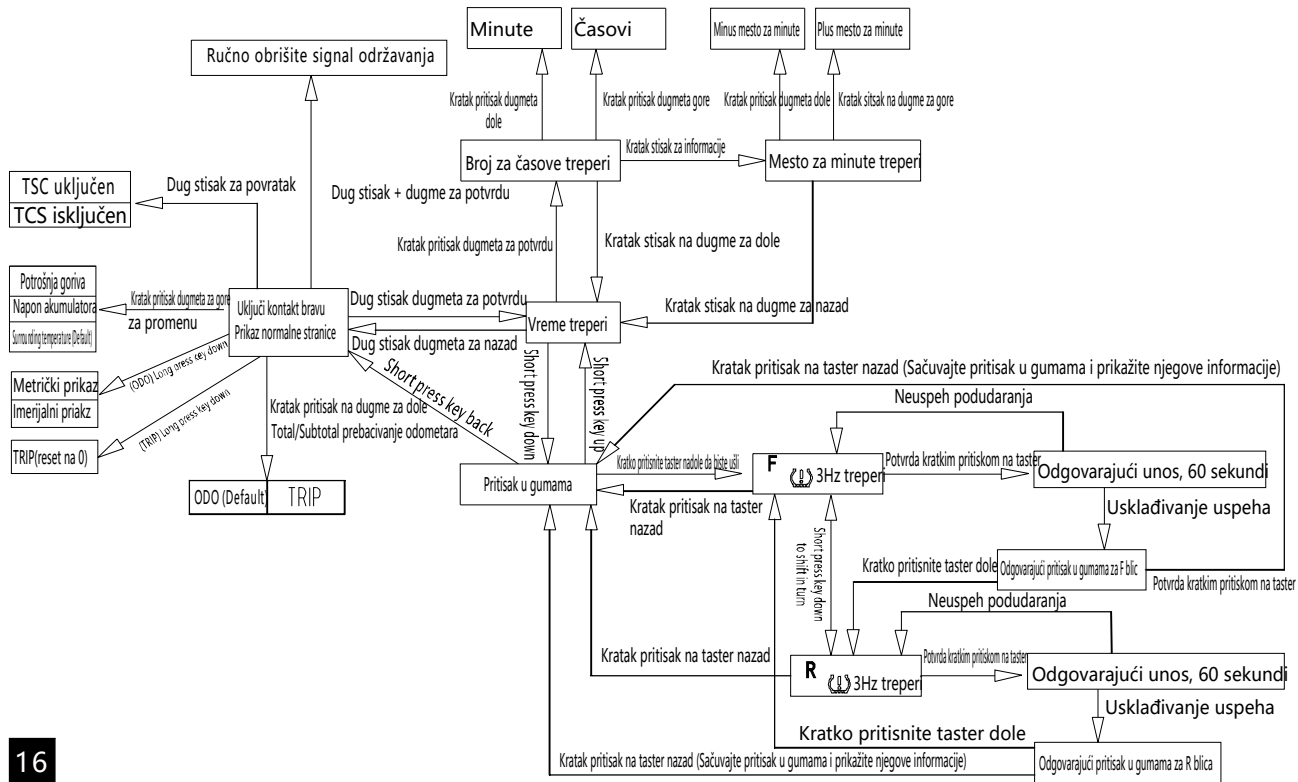 Minute
Časovi
Minus mesto za minute
Plus mesto za minute
Ručno obrišite signal održavanja
Kratak pritisak dugmeta
dole
Kratak pritisak dugmeta gore
Kratak pritisak dugmeta dole
Kratak sitsak na dugme za gore
Broj za časove treperi
Kratak stisak za informacije
Mesto za minute treperi
TSC uključen
TCS isključen
Dug stisak za povratak
Dug stisak + dugme za potvrdu
Kratak pritisak dugmeta za potvrdu
Kratak stisak na dugme za dole
Potrošnja goriva
Napon akumulatora
Surrounding temperature (Default)
Kratak pritisak dugmeta za gore
za promenu
Uključi kontakt bravu
Prikaz normalne stranice
Dug stisak dugmeta za potvrdu
Dug stisak dugmeta za nazad
Vreme treperi
Kratak stisak na dugme za nazad
Metrički prikaz
Imerijalni priakz
(ODO) Long press key down
TRIP(reset na 0)
(TRIP) Long press key down
Kratak pritisak na dugme za dole
Total/Subtotal prebacivanje odometara
ODO (Default)
TRIP
Short press key back
Short press key down
Short press key up
Kratak pritisak na taster nazad (Sačuvajte pritisak u gumama i prikažite njegove informacije)
Neuspeh podudaranja
Pritisak u gumama
Kratko pritisnite taster nadole da biste ušli
F
3Hz treperi
Potvrda kratkim pritiskom na taster
Odgovarajući unos, 60 sekundi
Kratak pritisak na taster
nazad
Usklađivanje uspeha
Short press key down
to shift in turn
Kratko pritisnite taster dole
Odgovarajući pritisak u gumama za F blic
Potvrda kratkim pritiskom na taster
Neuspeh podudaranja
Kratak pritisak na taster nazad
R
3Hz treperi
Potvrda kratkim pritiskom na taster
Odgovarajući unos, 60 sekundi
Usklađivanje uspeha
Kratko pritisnite taster dole
Kratak pritisak na taster nazad (Sačuvajte pritisak u gumama i prikažite njegove informacije)
Odgovarajući pritisak u gumama za R blica
16